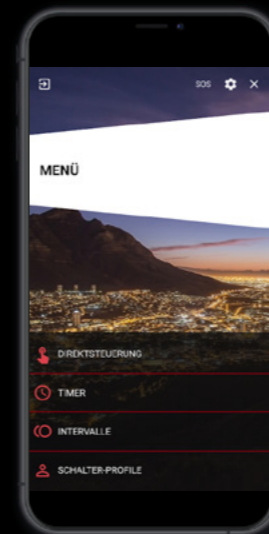 SOS
MENÜ
DIREKTSTEUERUNG
TIMER
INTERVALLE
SCHALTER-PROFILE